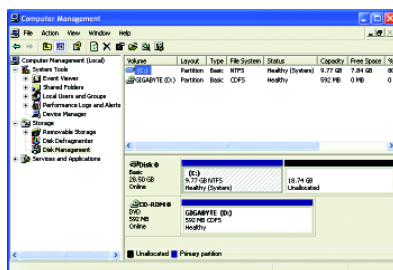 Computer Management
File Action View Window Help
Computer Management (Local)
System Tools
Event Viewer
Shared Folders
Local Users and Groups
Performance Logs and Alerts
Device Manager
Storage
Removable Storage
Disk Defragmenter
Disk Management
Services and Applications
Volume Layout Type File System Status Capacity Free Space %
(C:) Partition Basic NTFS Healthy (System) 9.77 GB 7.84 GB 80
GIGABYTE (D:) Partition Basic CDFS Healthy 592 MB 0 MB 0
Disk 0
Basic
28.50 GB
Online
(C:)
9.77 GB NTFS
Healthy (System)
18.74 GB
Unallocated
CD-ROM 0
DVD
592 MB
Online
GIGABYTE (D:)
592 MB CDFS
Healthy
Unallocated Primary partition